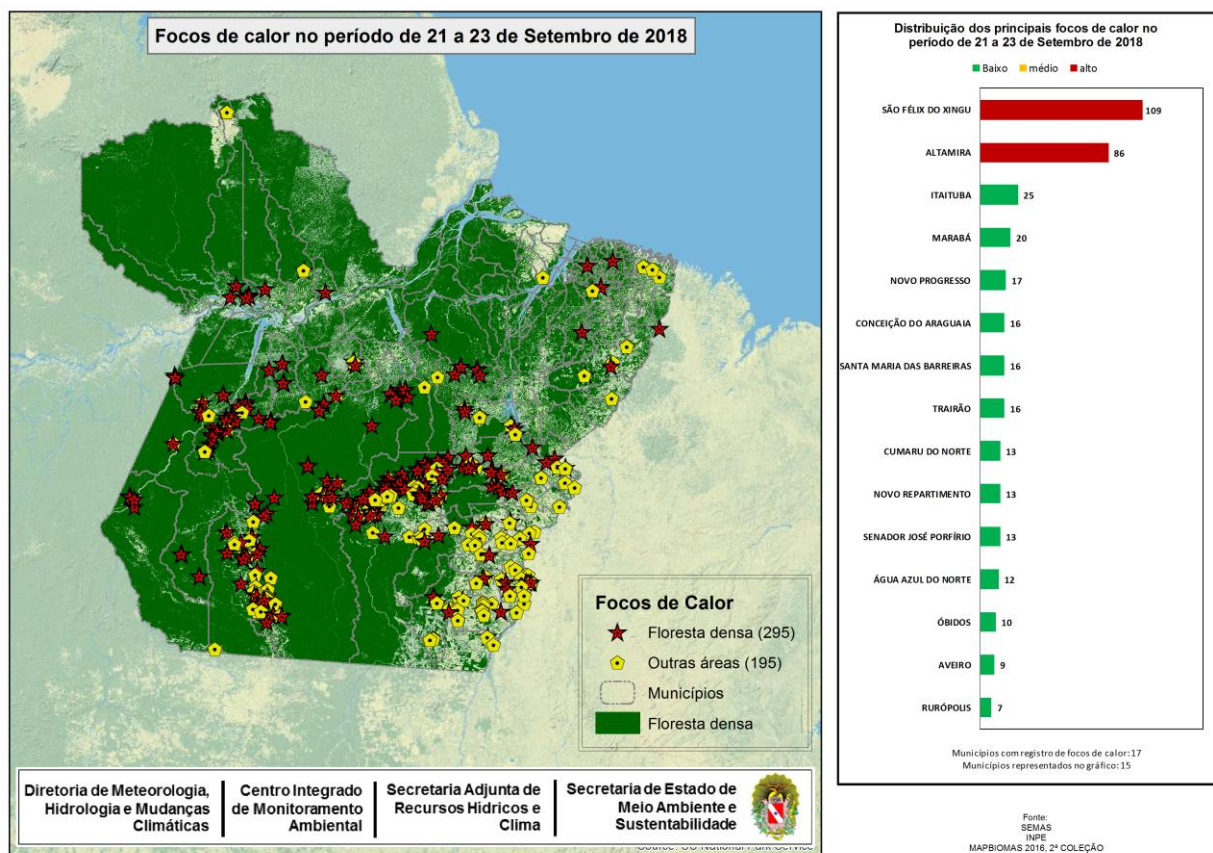 Focos de calor no período de 21 a 23 de Setembro de 2018
Focos de Calor
Floresta densa (295)
Outras áreas (195)
Municípios
Floresta densa
Diretoria de Meteorologia,
Hidrologia e Mudanças
Climáticas
Centro Integrado
de Monitoramento
Ambiental
Secretaria Adjunta de
Recursos Hídricos e
Clima
Secretaria de Estado de
Meio Ambiente e
Sustentabilidade
Source: US National Park Service
Distribuição dos principais focos de calor no
período de 21 a 23 de Setembro de 2018
Baixo médio alto
SÃO FÉLIX DO XINGU 109
ALTAMIRA 86
ITAITUBA 25
MARABÁ 20
NOVO PROGRESSO 17
CONCEIÇÃO DO ARAGUAIA 16
SANTA MARIA DAS BARREIRAS 16
TRAIRÃO 16
CUMARU DO NORTE 13
NOVO REPARTIMENTO 13
SENADOR JOSÉ PORFÍRIO 13
ÁGUA AZUL DO NORTE 12
ÓBIDOS 10
AVEIRO 9
RURÓPOLIS 7
Municípios com registro de focos de calor: 17
Municípios representados no gráfico: 15
Fonte:
SEMAS
INPE
MAPBIOMAS 2016, 2ª COLEÇÃO